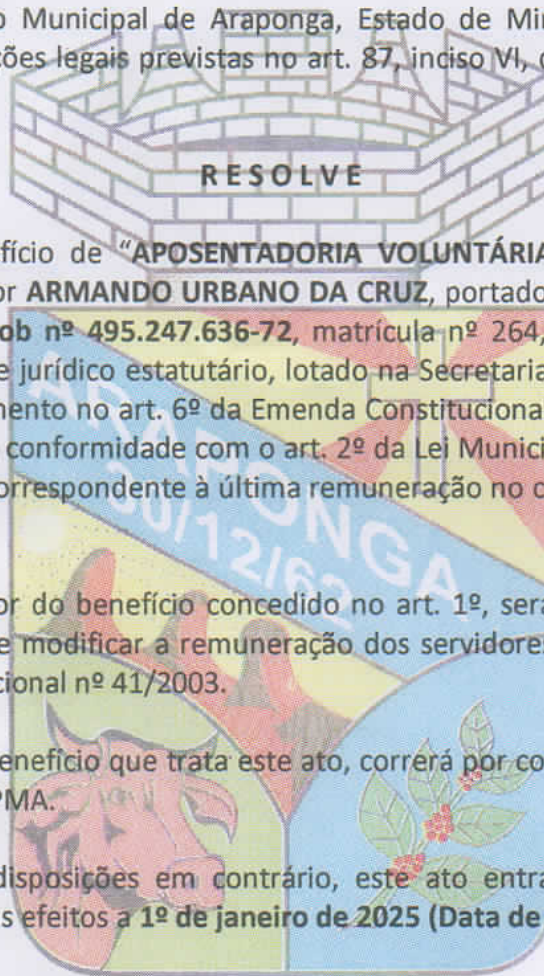 o Municipal de Araponga, Estado de Mi
ções legais previstas no art. 87, inciso VI,
RESOLVE
fício de “APOSENTADORIA VOLUNTÁRIA
or ARMANDO URBANO DA CRUZ, portado
ob nº 495.247.636-72, matrícula nº 264,
e jurídico estatutário, lotado na Secretaria
mento no art. 6º da Emenda Constituciona
conformidade com o art. 2º da Lei Munici
orrespondente à última remuneração no
or do benefício concedido no art. 1º, será
e modificar a remuneração dos servidore
cional nº 41/2003.
enefício que trata este ato, correrá por co
PMA.
disposições em contrário, este ato entra
s efeitos a 1º de janeiro de 2025 (Data de
ARAPONGA
30/12/62